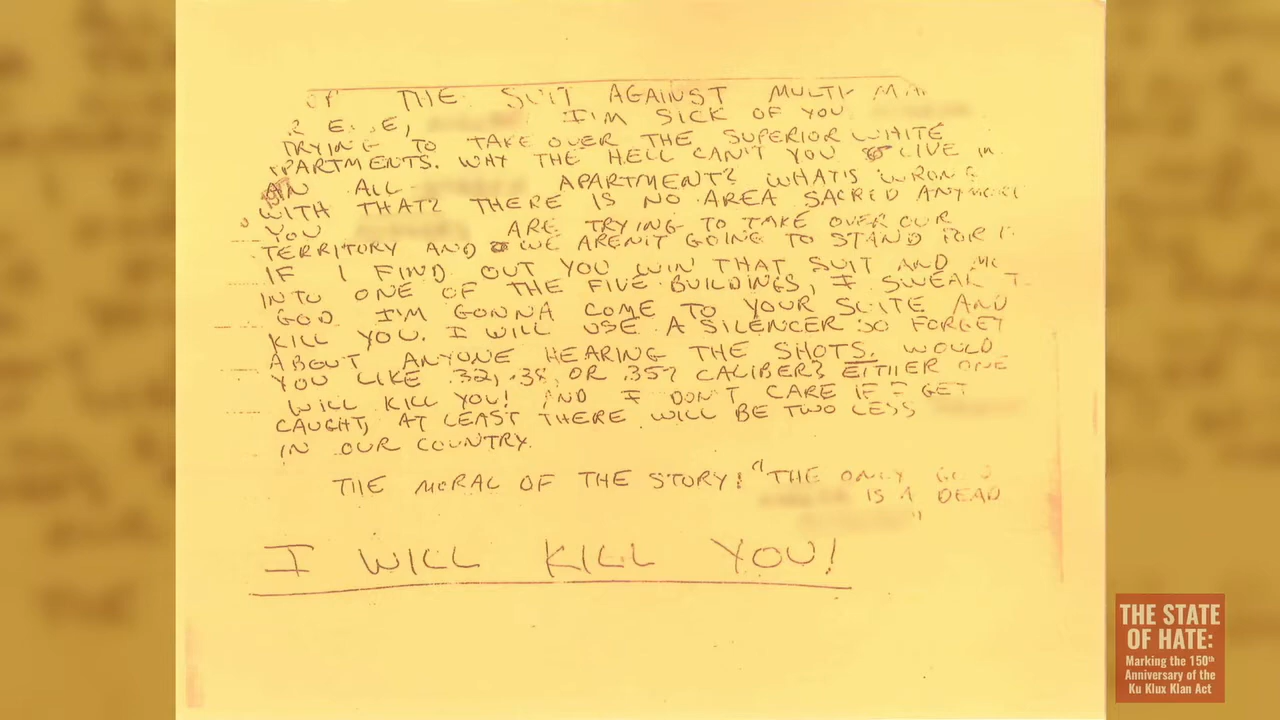 THE SUIT AGAINST MULTI-
I'M SICK OF YOU
TRYING TO TAKE OVER THE SUPERIOR WHITE
APARTMENTS. WHY THE HELL CAN'T YOU LIVE IN
AN ALL APARTMENT? WHAT'S WRONG
WITH THAT? THERE IS NO AREA SACRED ANYMORE
YOU ARE TRYING TO TAKE OVER OUR
TERRITORY AND WE AREN'T GOING TO STAND FOR
IF I FIND OUT YOU WIN THAT SUIT AND
INTO ONE OF THE FIVE BUILDINGS, I SWEAR
GOD I'M GONNA COME TO YOUR SUITE AND
KILL YOU. I WILL USE A SILENCER SO FORGET
ABOUT ANYONE HEARING THE SHOTS. WOULD
YOU LIKE .32, .38, OR .357 CALIBER? EITHER ONE
WILL KILL YOU! AND I DON'T CARE IF I GET
CAUGHT, AT LEAST THERE WILL BE TWO LESS
IN OUR COUNTRY.
THE MORAL OF THE STORY: "THE ONLY
IS A DEAD
"
I WILL KILL YOU!
THE STATE
OF HATE:
Marking the 150th
Anniversary of the
Ku Klux Klan Act